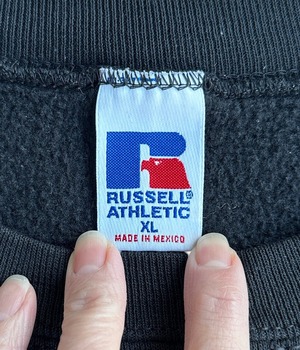 RUSSELL®
ATHLETIC
XL
MADE IN MEXICO